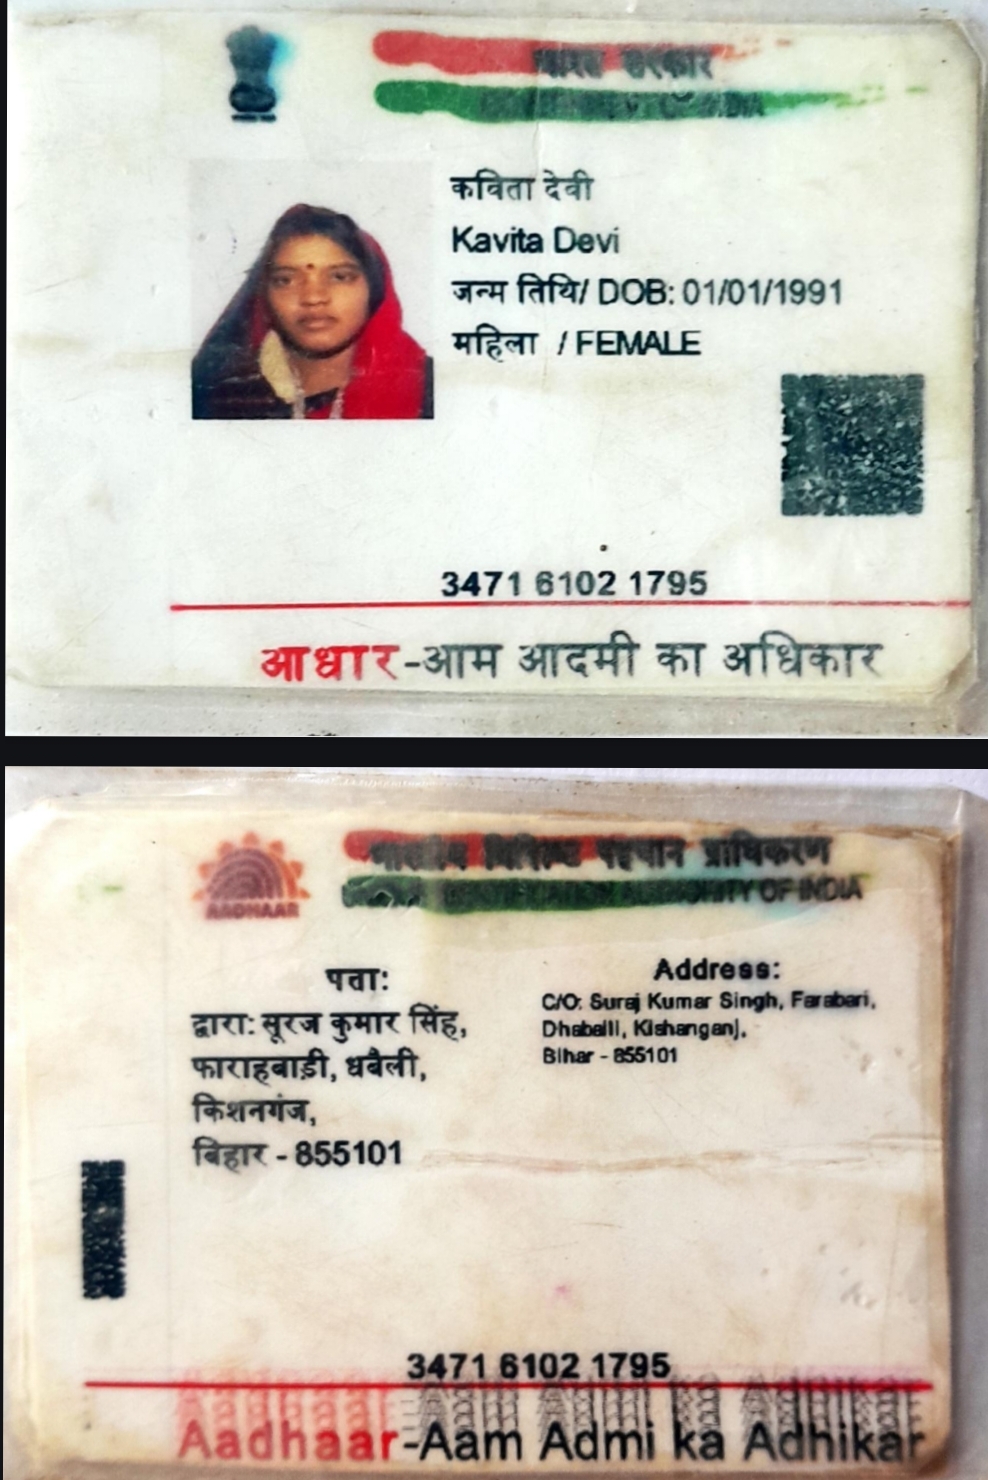 भारत सरकार
GOVERNMENT OF INDIA
कविता देवी
Kavita Devi
जन्म तिथि/ DOB: 01/01/1991
महिला / FEMALE
3471 6102 1795
आधार-आम आदमी का अधिकार
भारतीय विशिष्ट पहचान प्राधिकरण
IDENTIFICATION AUTHORITY OF INDIA
AADHAAR
पता:
द्वारा: सूरज कुमार सिंह,
फाराहबाड़ी, धबैली,
किशनगंज,
बिहार - 855101
Address:
C/O: Suraj Kumar Singh, Farabari,
Dhabaili, Kishanganj,
Bihar - 855101
3471 6102 1795
Aadhaar-Aam Admi ka Adhikar